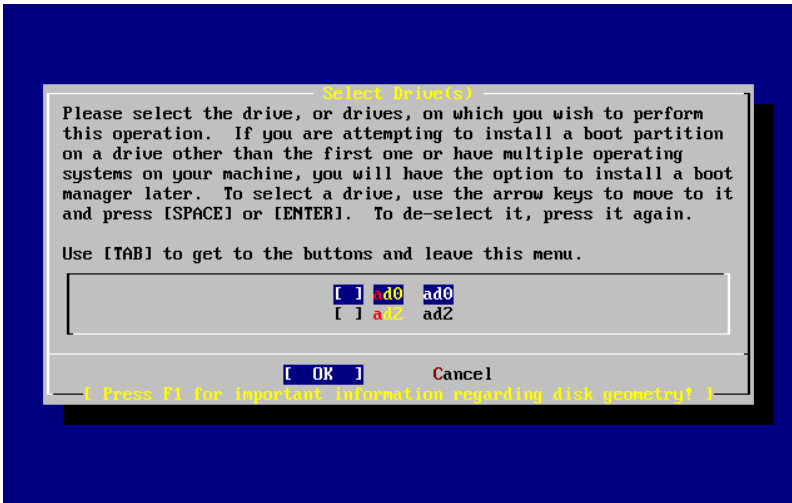 Select Drive(s)
Please select the drive, or drives, on which you wish to perform
this operation.  If you are attempting to install a boot partition
on a drive other than the first one or have multiple operating
systems on your machine, you will have the option to install a boot
manager later.  To select a drive, use the arrow keys to move to it
and press [SPACE] or [ENTER].  To de-select it, press it again.
Use [TAB] to get to the buttons and leave this menu.
[ ] ad0  ad0
[ ] ad2  ad2
[  OK  ]       Cancel
[ Press F1 for important information regarding disk geometry! ]